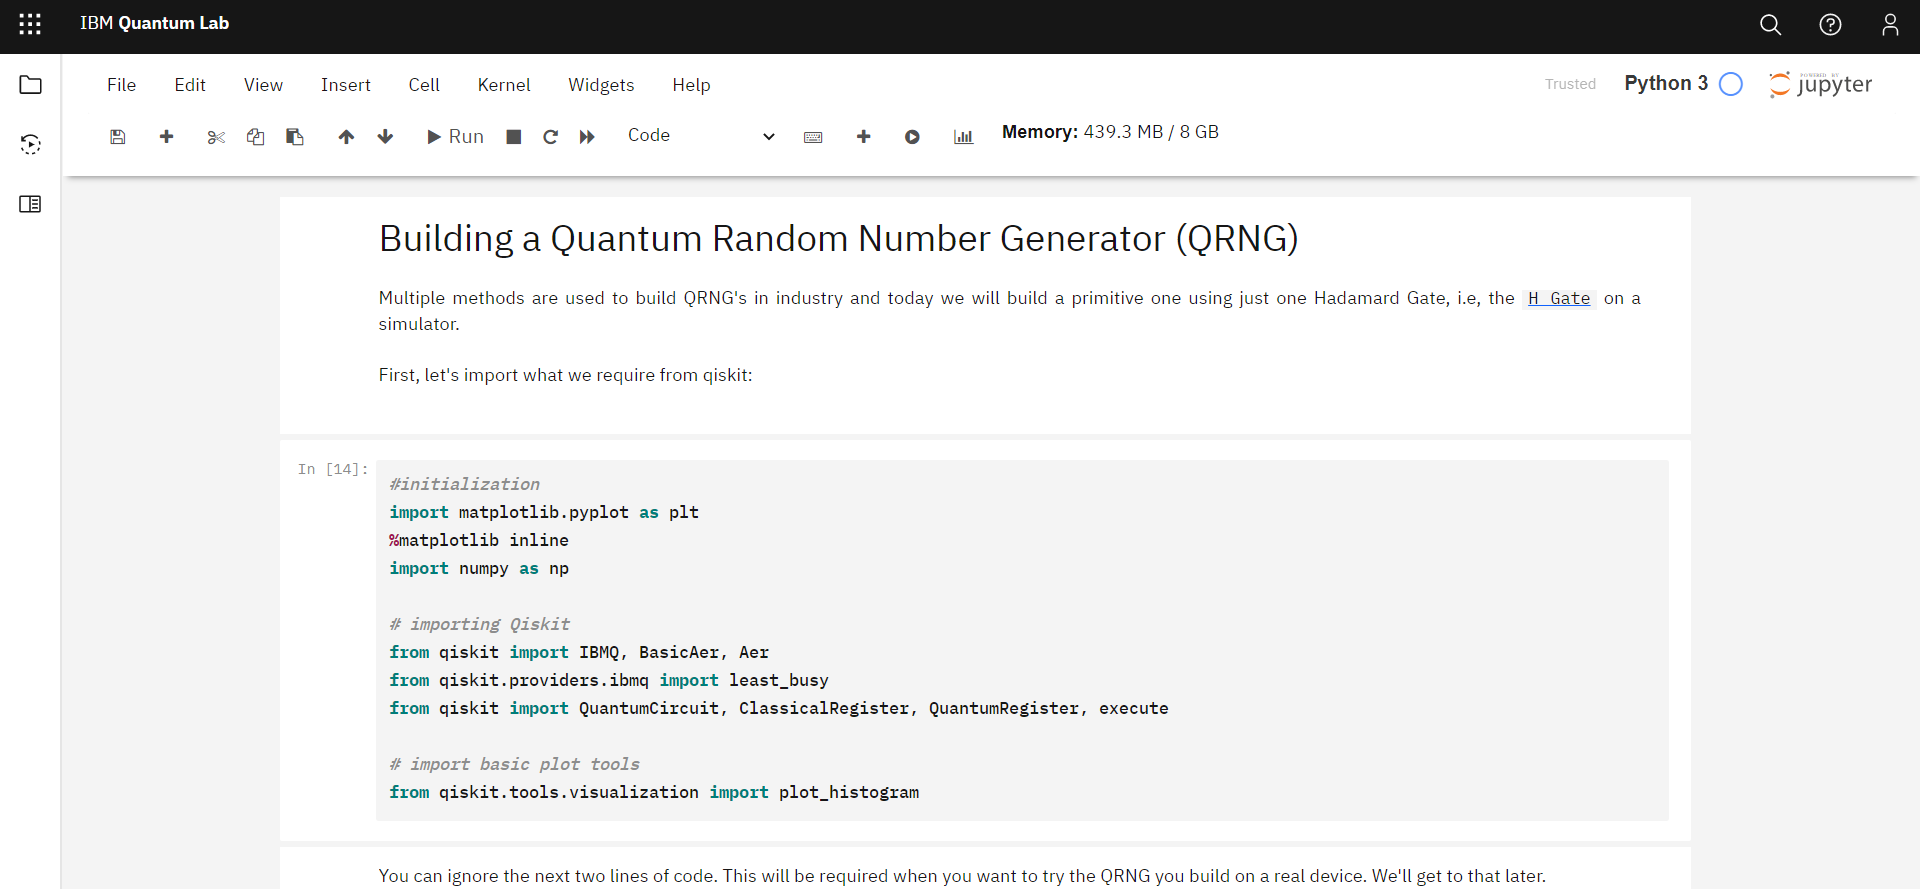 IBM Quantum Lab
File Edit View Insert Cell Kernel Widgets Help
Trusted Python 3
POWERED BY
jupyter
Run
Code
Memory: 439.3 MB / 8 GB
Building a Quantum Random Number Generator (QRNG)
Multiple methods are used to build QRNG's in industry and today we will build a primitive one using just one Hadamard Gate, i.e, the H Gate on a
simulator.
First, let's import what we require from qiskit:
In [14]:
#initialization
import matplotlib.pyplot as plt
%matplotlib inline
import numpy as np
# importing Qiskit
from qiskit import IBMQ, BasicAer, Aer
from qiskit.providers.ibmq import least_busy
from qiskit import QuantumCircuit, ClassicalRegister, QuantumRegister, execute
# import basic plot tools
from qiskit.tools.visualization import plot_histogram
You can ignore the next two lines of code. This will be required when you want to try the QRNG you build on a real device. We'll get to that later.